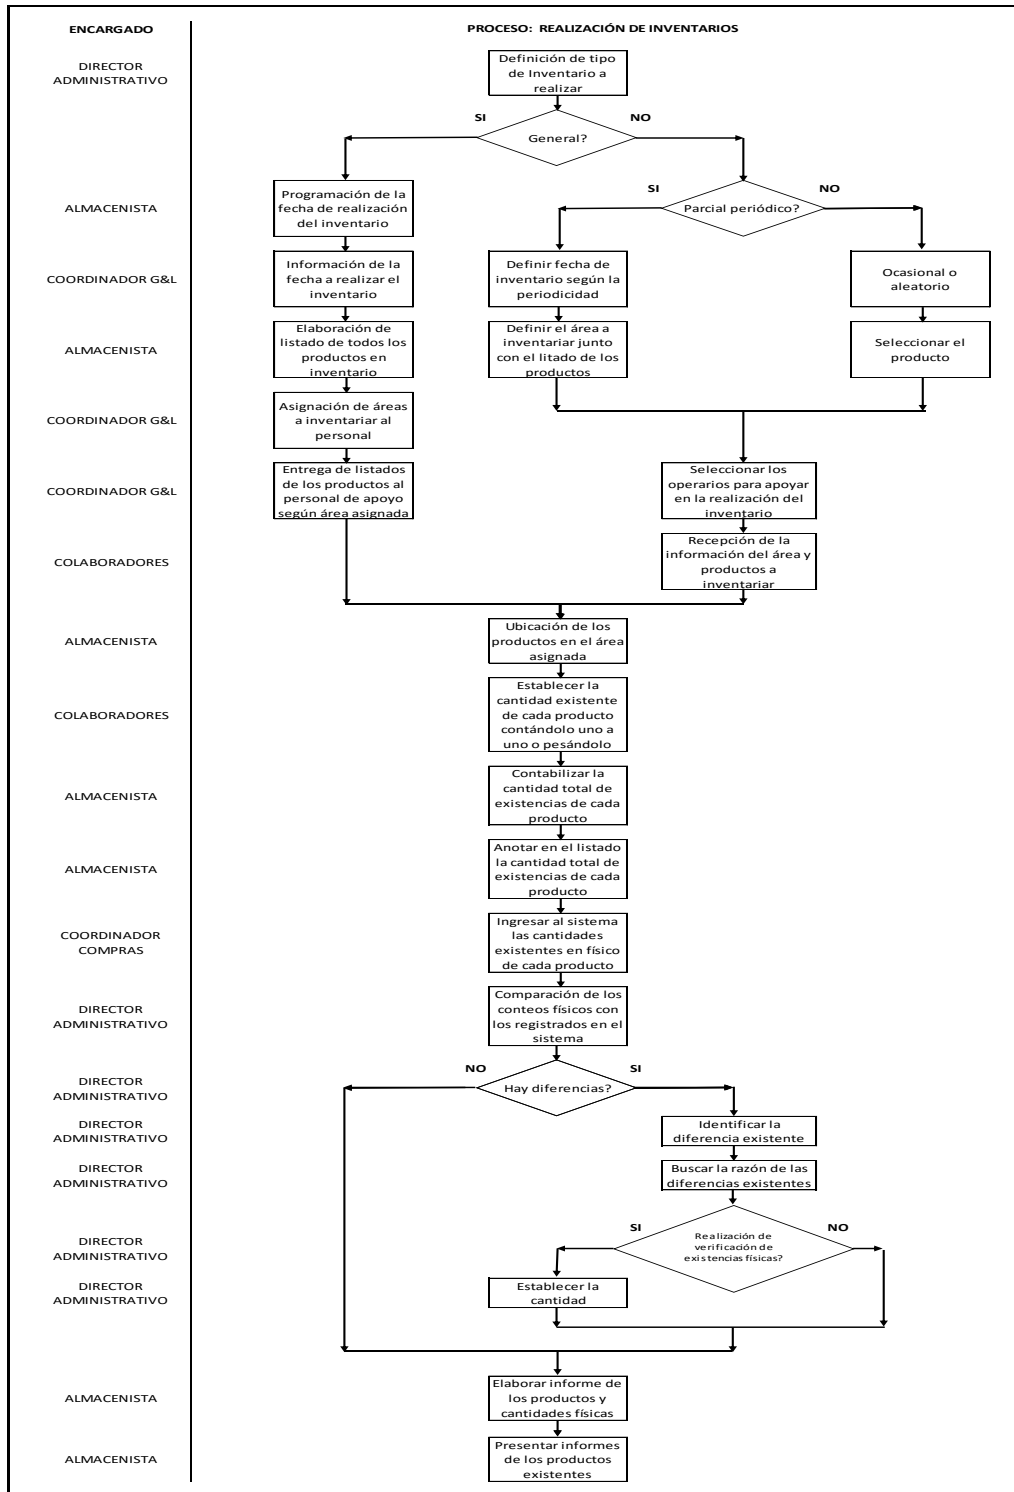 ENCARGADO
PROCESO: REALIZACIÓN DE INVENTARIOS
DIRECTOR
ADMINISTRATIVO
Definición de tipo
de Inventario a
realizar
SI
NO
General?
ALMACENISTA
Programación de la
fecha de realización
del inventario
SI
NO
Parcial periódico?
COORDINADOR G&L
Información de la
fecha a realizar el
inventario
Definir fecha de
inventario según la
periodicidad
Ocasional o
aleatorio
ALMACENISTA
Elaboración de
listado de todos los
productos en
inventario
Definir el área a
inventariar junto
con el litado de los
productos
Seleccionar el
producto
COORDINADOR G&L
Asignación de áreas
a inventariar al
personal
COORDINADOR G&L
Entrega de listados
de los productos al
personal de apoyo
según área asignada
Seleccionar los
operarios para apoyar
en la realización del
inventario
COLABORADORES
Recepción de la
información del área y
productos a
inventariar
ALMACENISTA
Ubicación de los
productos en el área
asignada
COLABORADORES
Establecer la
cantidad existente
de cada producto
contándolo uno a
uno o pesándolo
ALMACENISTA
Contabilizar la
cantidad total de
existencias de cada
producto
ALMACENISTA
Anotar en el listado
la cantidad total de
existencias de cada
producto
COORDINADOR
COMPRAS
Ingresar al sistema
las cantidades
existentes en físico
de cada producto
DIRECTOR
ADMINISTRATIVO
Comparación de los
conteos físicos con
los registrados en el
sistema
NO
SI
DIRECTOR
ADMINISTRATIVO
Hay diferencias?
DIRECTOR
ADMINISTRATIVO
Identificar la
diferencia existente
DIRECTOR
ADMINISTRATIVO
Buscar la razón de las
diferencias existentes
SI
NO
DIRECTOR
ADMINISTRATIVO
Realización de
verificación de
existencias físicas?
DIRECTOR
ADMINISTRATIVO
Establecer la
cantidad
ALMACENISTA
Elaborar informe de
los productos y
cantidades físicas
ALMACENISTA
Presentar informes
de los productos
existentes